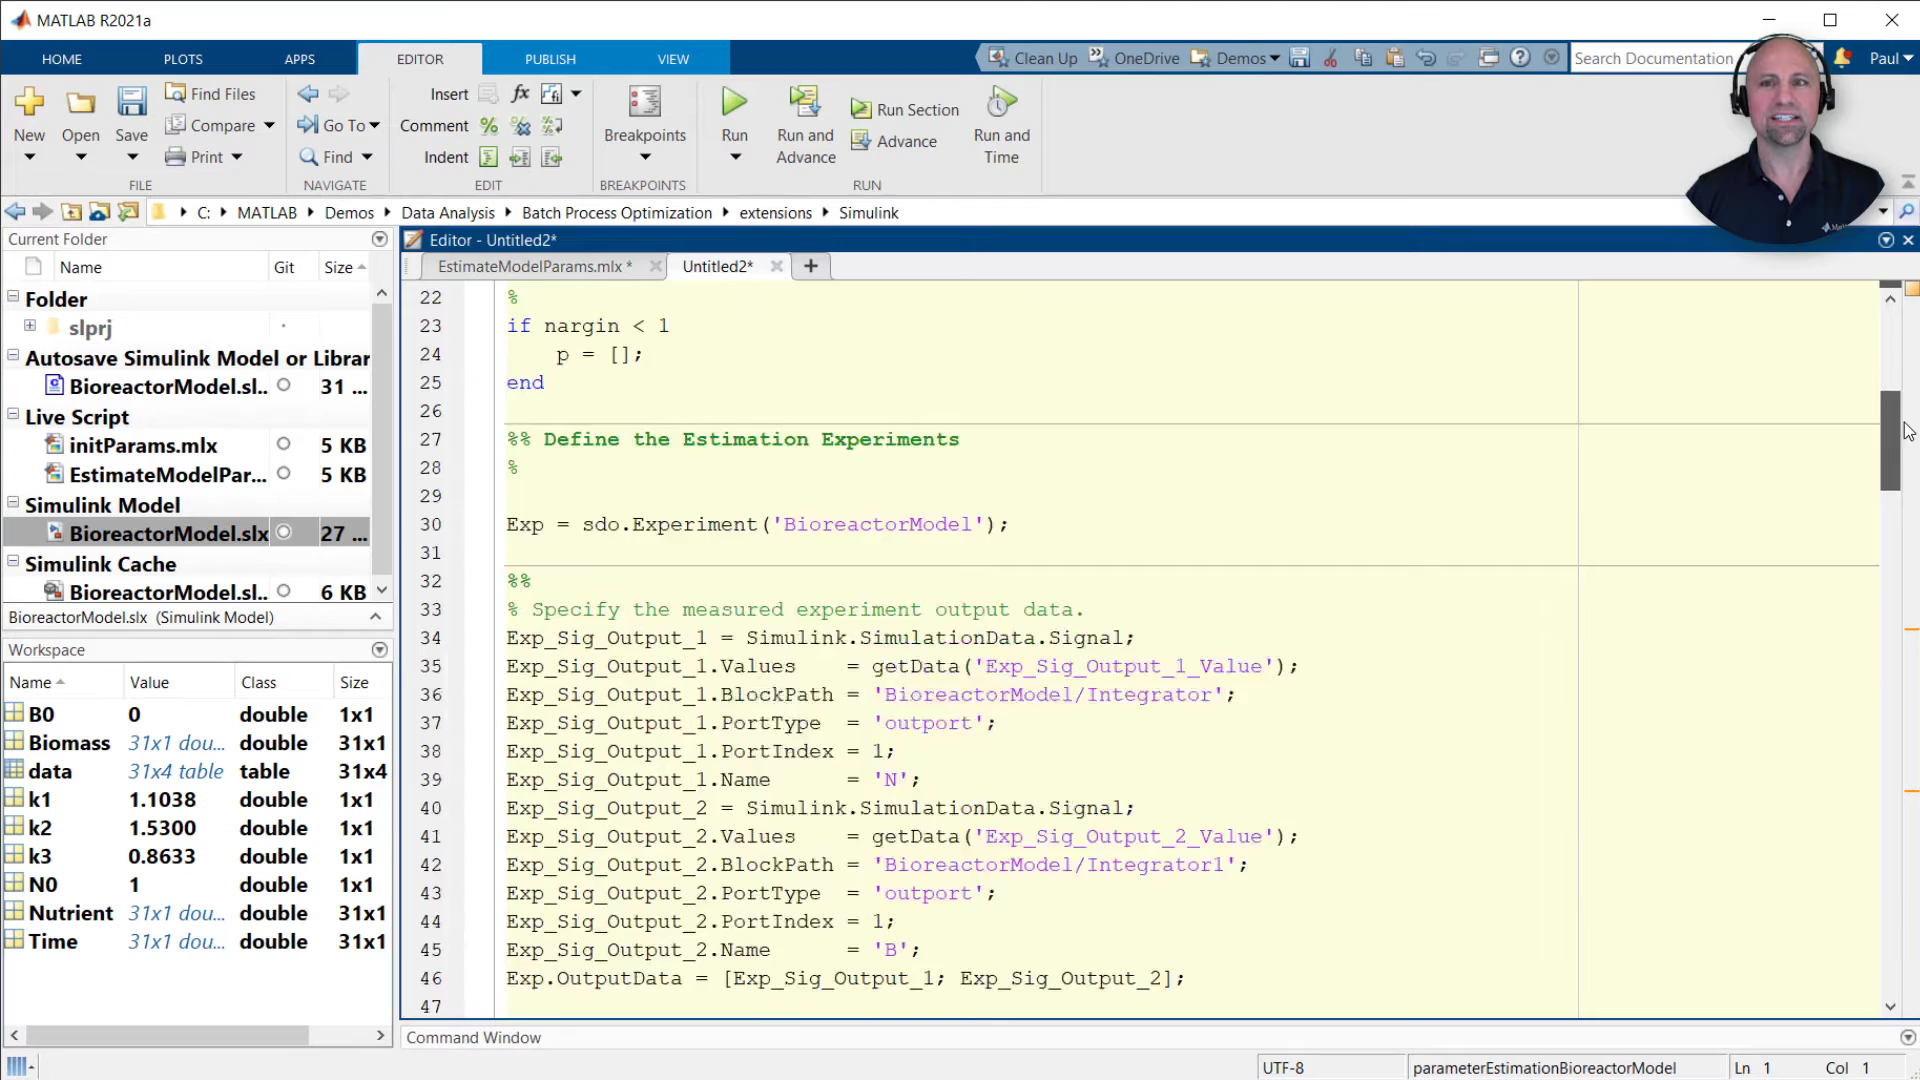 MATLAB R2021a
HOME PLOTS APPS EDITOR PUBLISH VIEW
Clean Up OneDrive Demos Search Documentation Paul
New Open Save
Find Files
Compare
Print
FILE
Go To
Find
NAVIGATE
Insert
Comment
Indent
EDIT
Breakpoints
BREAKPOINTS
Run
Run and
Advance
Run Section
Advance
Run and
Time
RUN
C: MATLAB Demos Data Analysis Batch Process Optimization extensions Simulink
Current Folder
Name Git Size
Folder
slprj
Autosave Simulink Model or Librar
BioreactorModel.sl.. 31 ...
Live Script
initParams.mlx 5 KB
EstimateModelPar... 5 KB
Simulink Model
BioreactorModel.slx 27 ...
Simulink Cache
BioreactorModel.sl.. 6 KB
BioreactorModel.slx (Simulink Model)
Workspace
Name Value Class Size
B0 0 double 1x1
Biomass 31x1 dou... double 31x1
data 31x4 table table 31x4
k1 1.1038 double 1x1
k2 1.5300 double 1x1
k3 0.8633 double 1x1
N0 1 double 1x1
Nutrient 31x1 dou... double 31x1
Time 31x1 dou... double 31x1
Editor - Untitled2*
EstimateModelParams.mlx * Untitled2* +
22 %
23 if nargin < 1
24 p = [];
25 end
26
27 %% Define the Estimation Experiments
28 %
29
30 Exp = sdo.Experiment('BioreactorModel');
31
32 %%
33 % Specify the measured experiment output data.
34 Exp_Sig_Output_1 = Simulink.SimulationData.Signal;
35 Exp_Sig_Output_1.Values = getData('Exp_Sig_Output_1_Value');
36 Exp_Sig_Output_1.BlockPath = 'BioreactorModel/Integrator';
37 Exp_Sig_Output_1.PortType = 'outport';
38 Exp_Sig_Output_1.PortIndex = 1;
39 Exp_Sig_Output_1.Name = 'N';
40 Exp_Sig_Output_2 = Simulink.SimulationData.Signal;
41 Exp_Sig_Output_2.Values = getData('Exp_Sig_Output_2_Value');
42 Exp_Sig_Output_2.BlockPath = 'BioreactorModel/Integrator1';
43 Exp_Sig_Output_2.PortType = 'outport';
44 Exp_Sig_Output_2.PortIndex = 1;
45 Exp_Sig_Output_2.Name = 'B';
46 Exp.OutputData = [Exp_Sig_Output_1; Exp_Sig_Output_2];
47
Command Window
UTF-8 parameterEstimationBioreactorModel Ln 1 Col 1